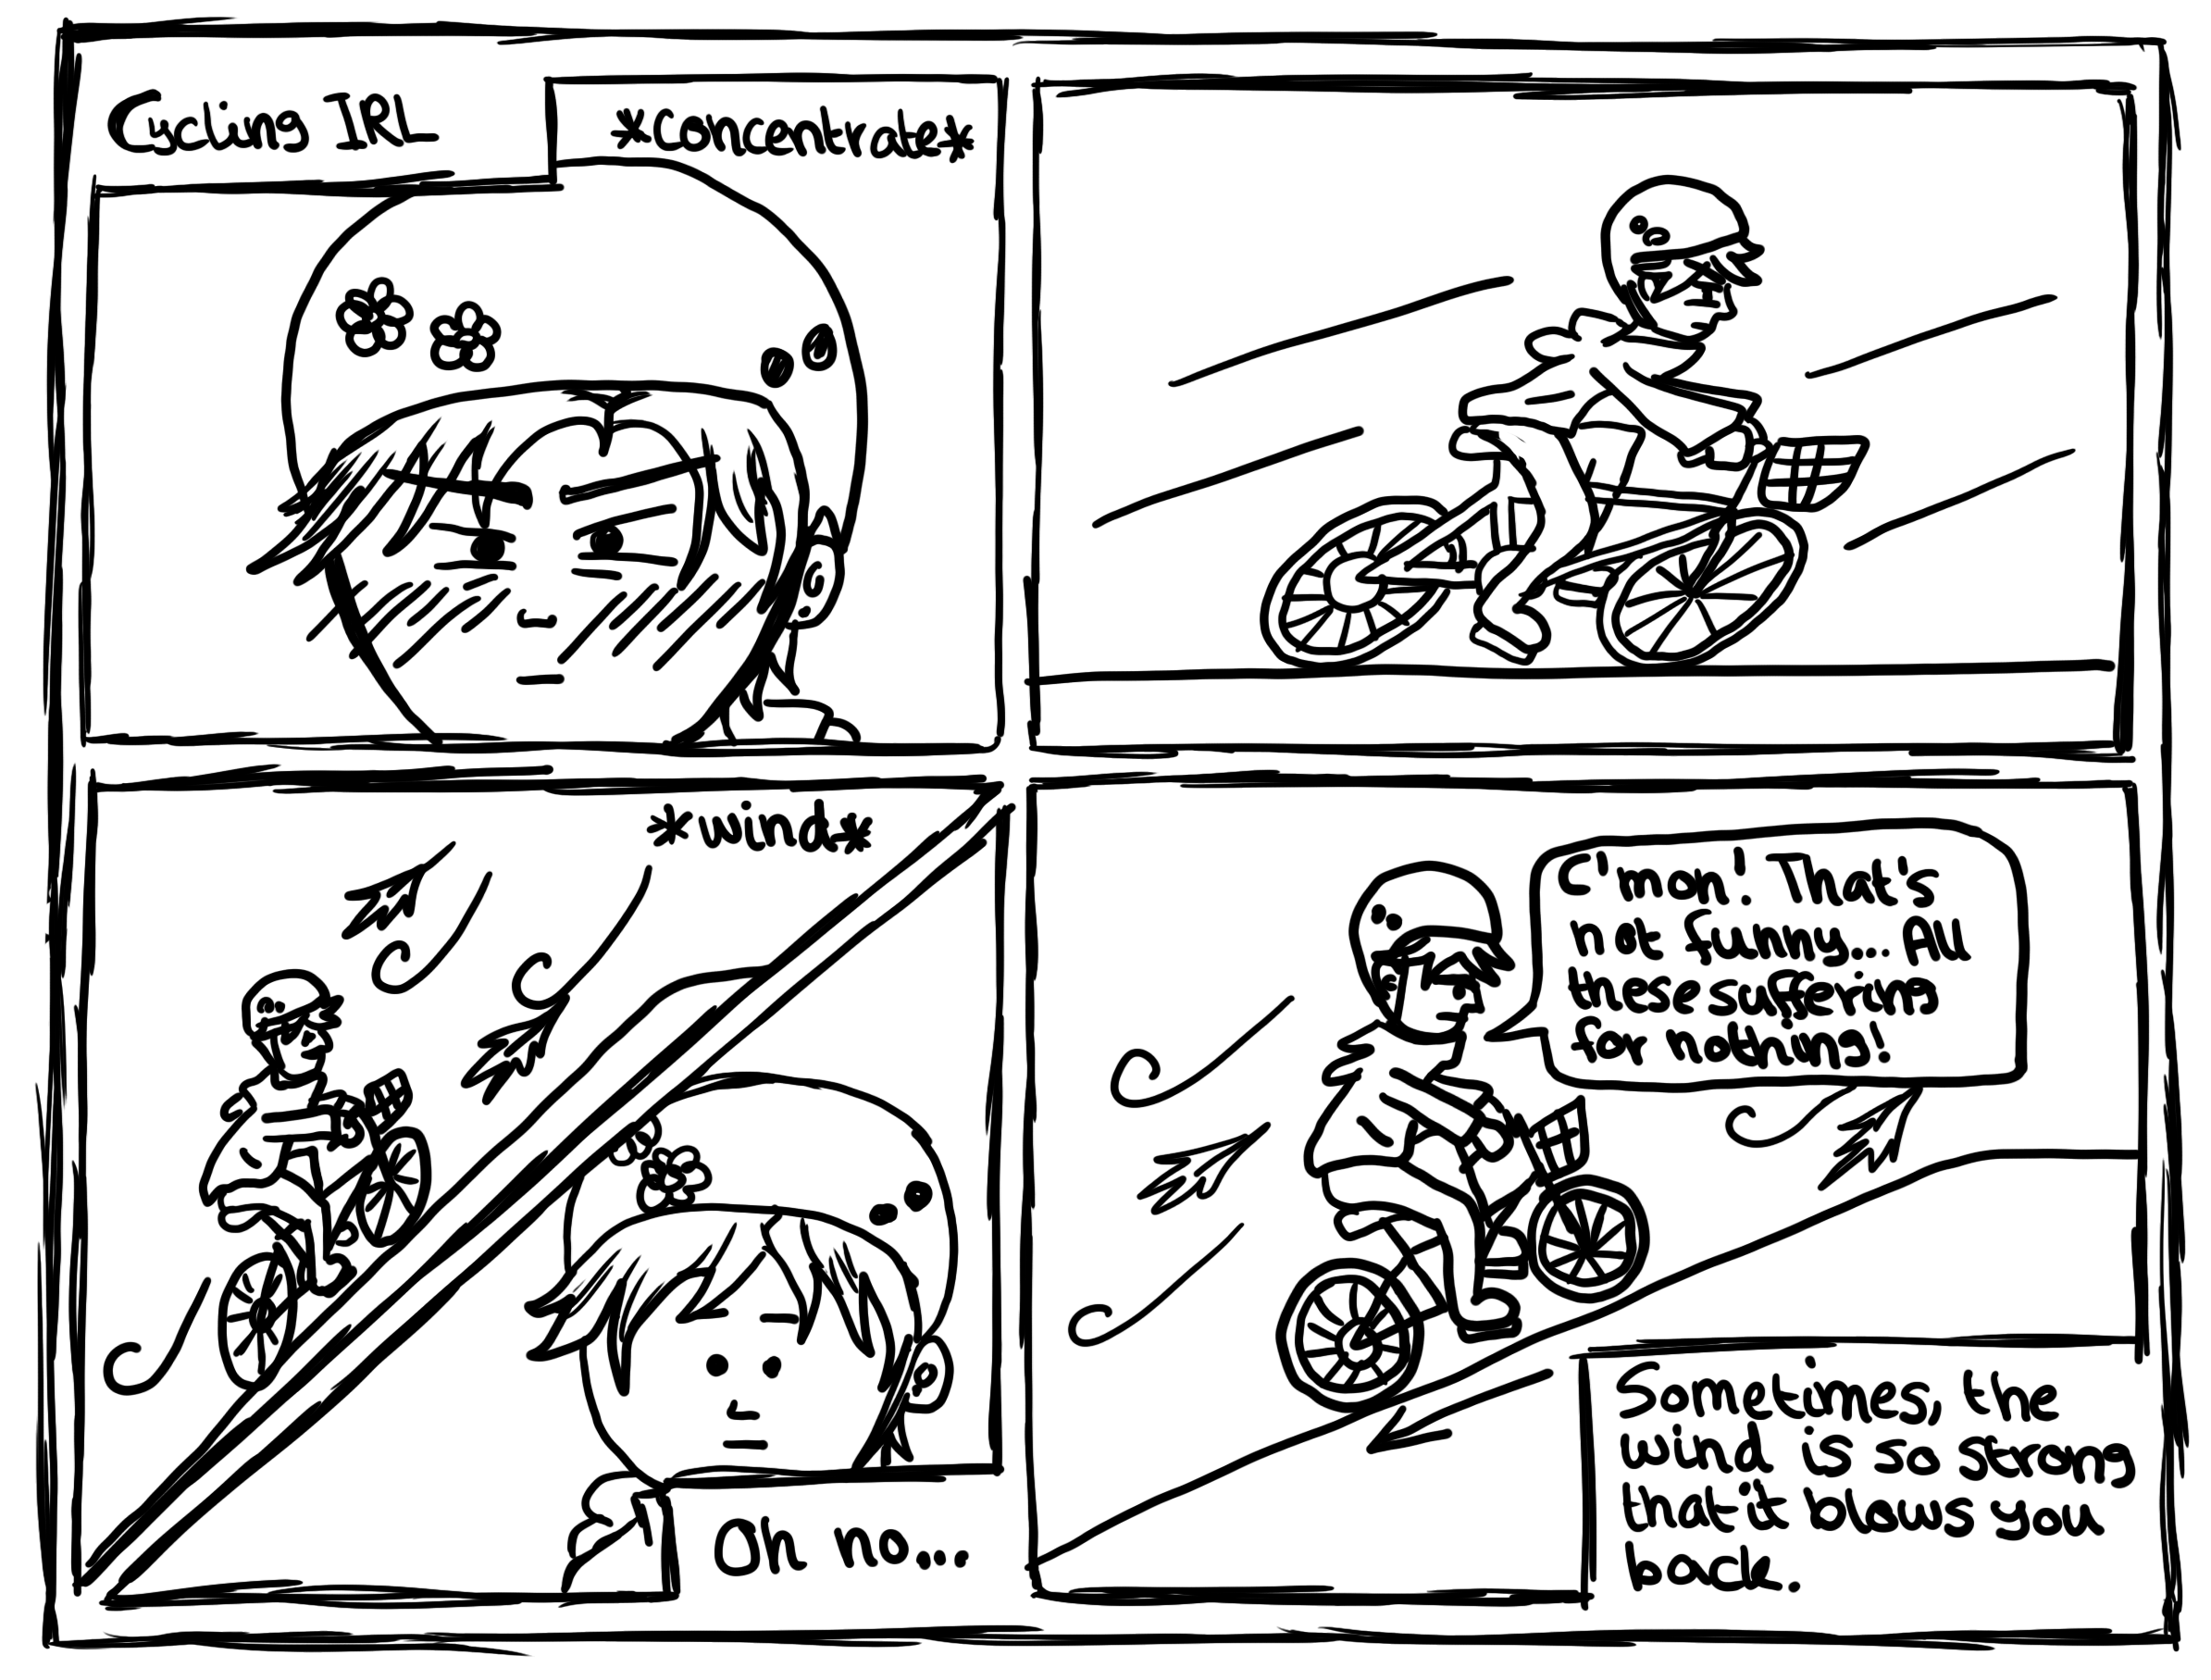 Cycling IRL
*Concentrate*
*wind*
Oh no...
C'mon! That's
not funny... All
these suffering
for nothing!
Sometimes, the
wind is so strong
that it blows you
back.